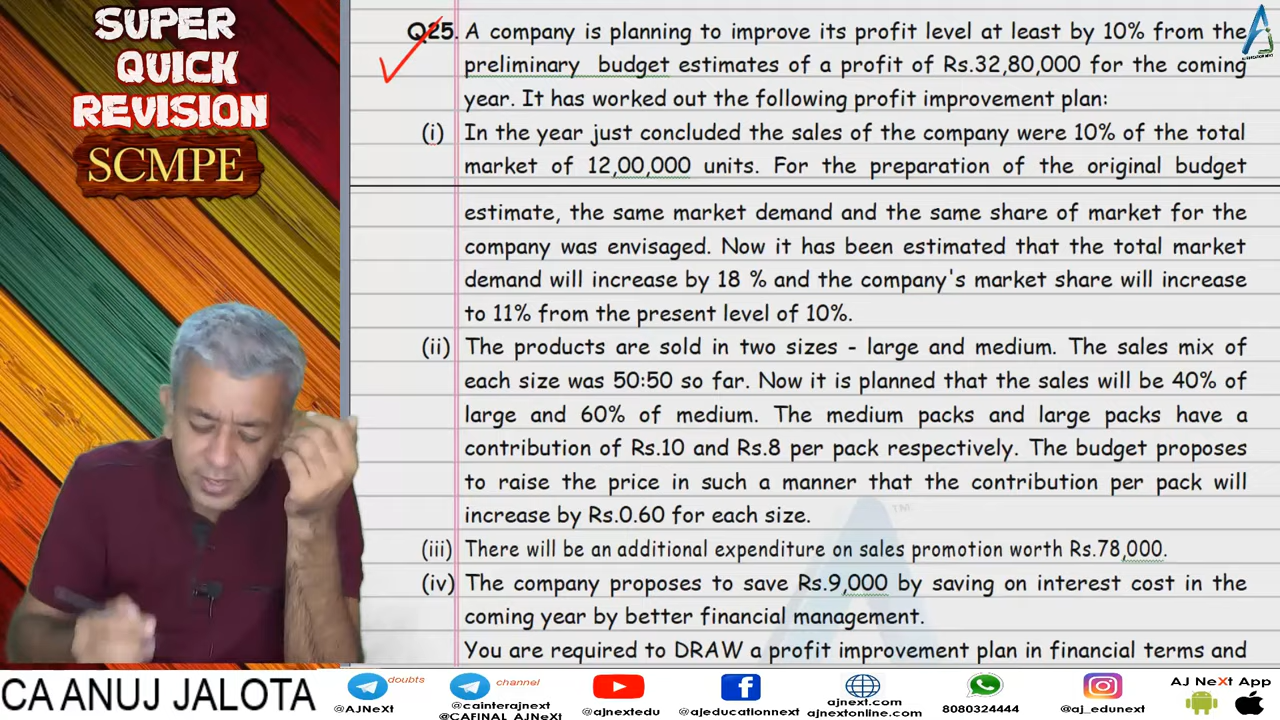 SUPER
QUICK
REVISION
SCMPE
Q25. A company is planning to improve its profit level at least by 10% from the
preliminary budget estimates of a profit of Rs.32,80,000 for the coming
year. It has worked out the following profit improvement plan:
(i) In the year just concluded the sales of the company were 10% of the total
market of 12,00,000 units. For the preparation of the original budget
estimate, the same market demand and the same share of market for the
company was envisaged. Now it has been estimated that the total market
demand will increase by 18 % and the company's market share will increase
to 11% from the present level of 10%.
(ii) The products are sold in two sizes - large and medium. The sales mix of
each size was 50:50 so far. Now it is planned that the sales will be 40% of
large and 60% of medium. The medium packs and large packs have a
contribution of Rs.10 and Rs.8 per pack respectively. The budget proposes
to raise the price in such a manner that the contribution per pack will
increase by Rs.0.60 for each size.
TM
(iii) There will be an additional expenditure on sales promotion worth Rs.78,000.
(iv) The company proposes to save Rs.9,000 by saving on interest cost in the
coming year by better financial management.
You are required to DRAW a profit improvement plan in financial terms and
CA ANUJ JALOTA
doubts
@AJNeXt
channel
@cainterajnext
@CAFINAL_AJNeXt
@ajnextedu
@ajeducationnext
ajnext.com
ajnextonline.com
8080324444
@aj_edunext
AJ NeXt App